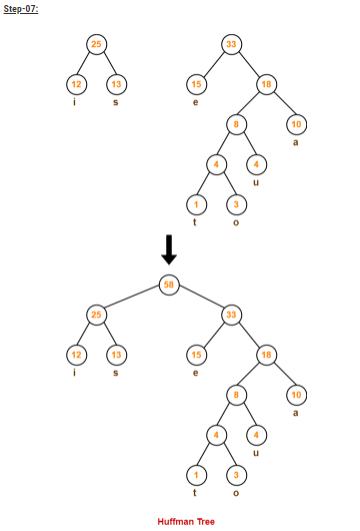 Step-07:
25 33
12 13 15 18
i s e
8 10
a
4 4
u
1 3
t o
58
25 33
12 13 15 18
i s e
8 10
a
4 4
u
1 3
t o
Huffman Tree